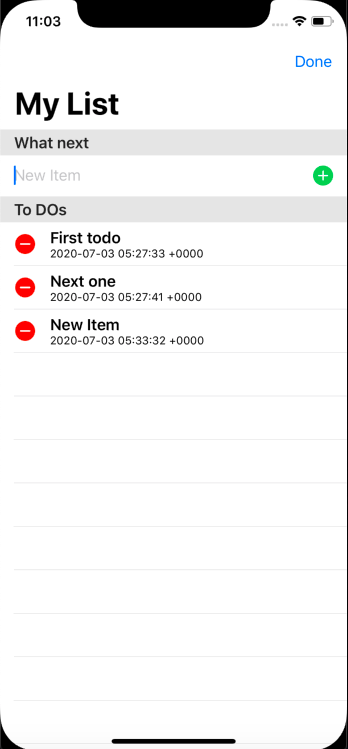 11:03
Done
My List
What next
New Item
To DOs
First todo
2020-07-03 05:27:33 +0000
Next one
2020-07-03 05:27:41 +0000
New Item
2020-07-03 05:33:32 +0000